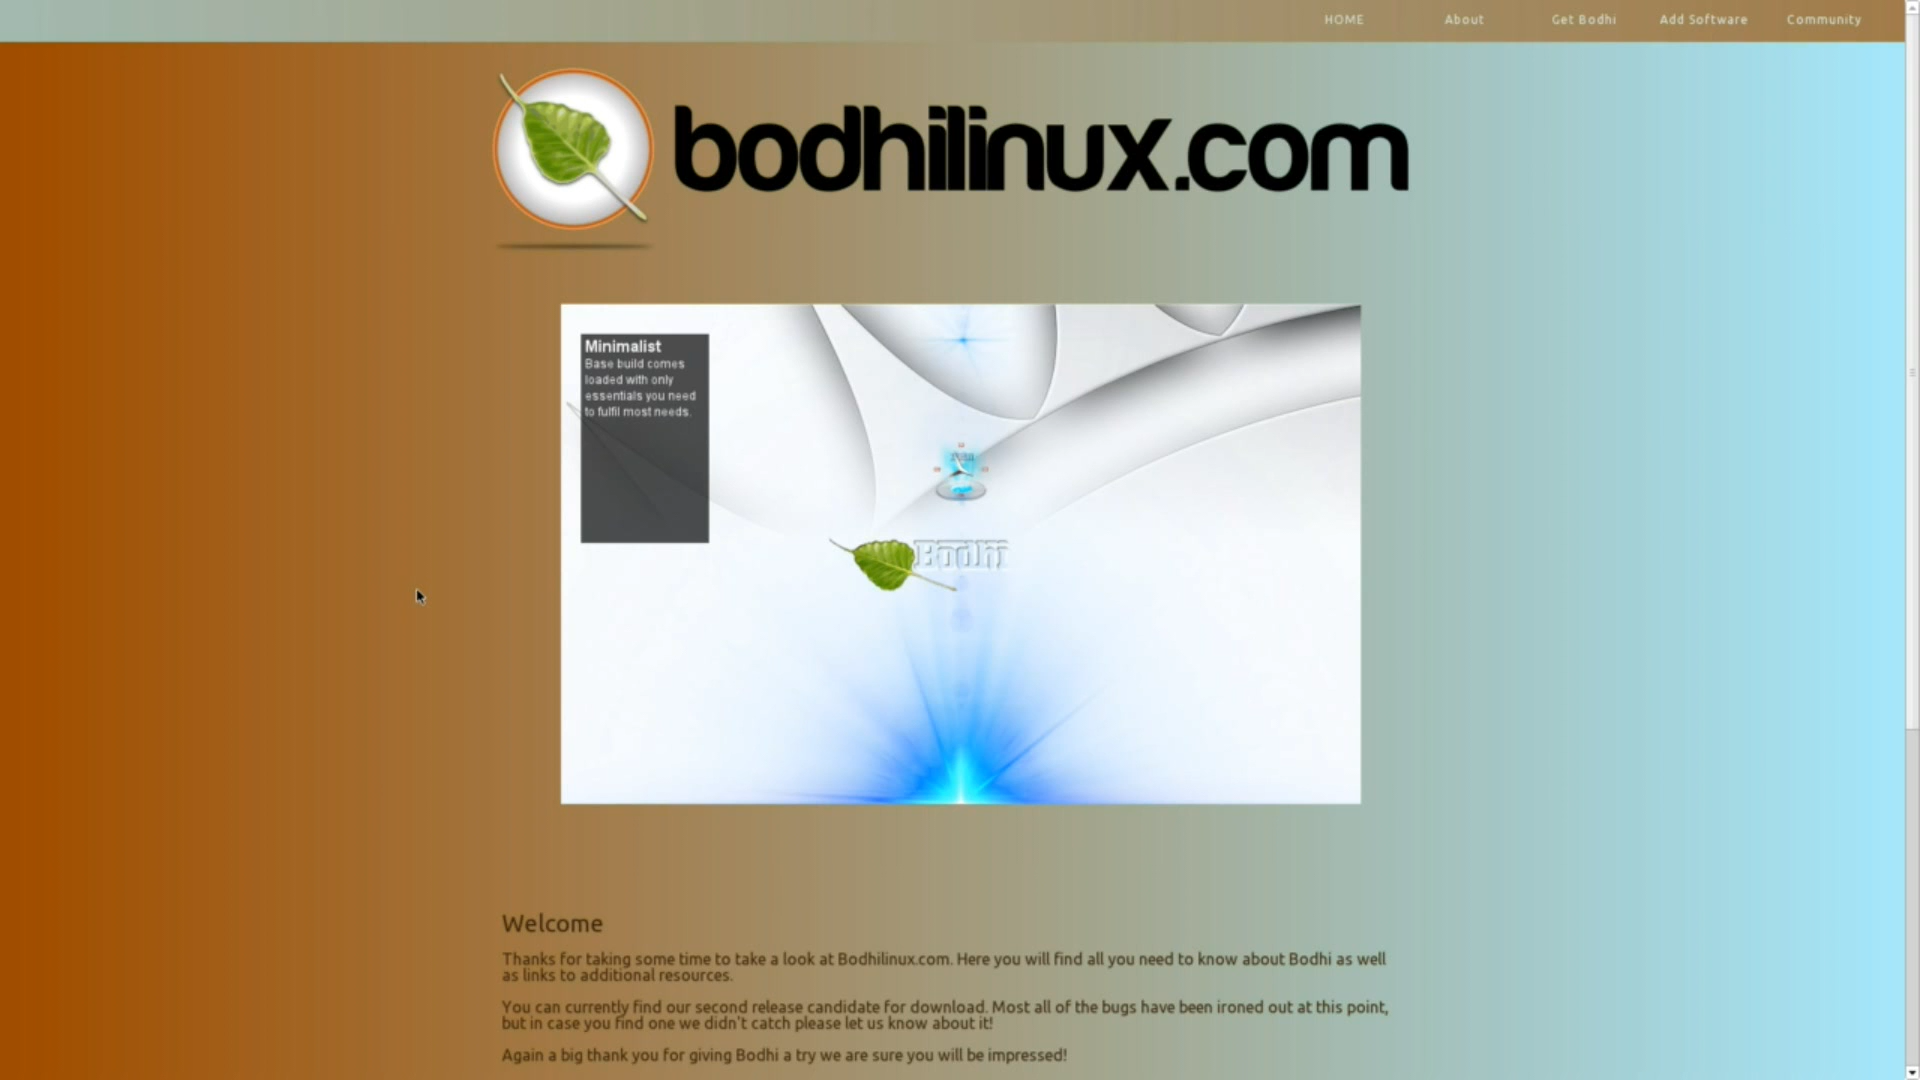 HOME About Get Bodhi Add Software Community
bodhilinux.com
Minimalist
Base build comes
loaded with only
essentials you need
to fulfil most needs.
Bodhi
Welcome
Thanks for taking some time to take a look at Bodhilinux.com. Here you will find all you need to know about Bodhi as well
as links to additional resources.
You can currently find our second release candidate for download. Most all of the bugs have been ironed out at this point,
but in case you find one we didn't catch please let us know about it!
Again a big thank you for giving Bodhi a try we are sure you will be impressed!